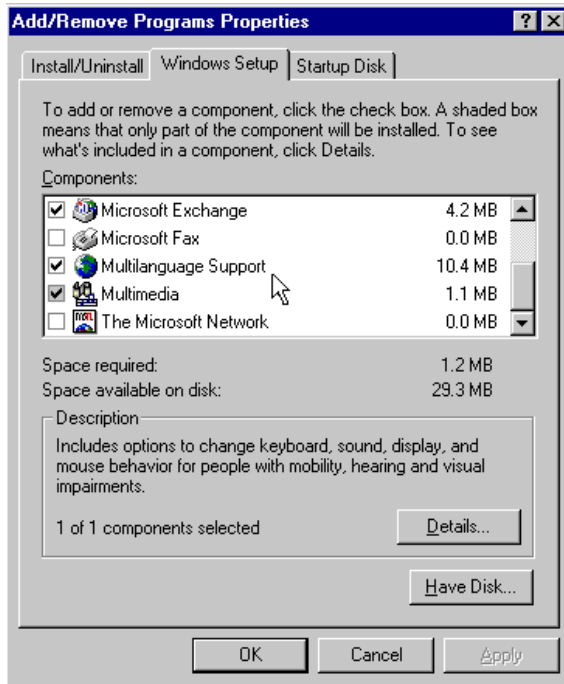 Add/Remove Programs Properties
Install/Uninstall Windows Setup Startup Disk
To add or remove a component, click the check box. A shaded box
means that only part of the component will be installed. To see
what's included in a component, click Details.
Components:
Microsoft Exchange 4.2 MB
Microsoft Fax 0.0 MB
Multilanguage Support 10.4 MB
Multimedia 1.1 MB
The Microsoft Network 0.0 MB
Space required: 1.2 MB
Space available on disk: 29.3 MB
Description
Includes options to change keyboard, sound, display, and
mouse behavior for people with mobility, hearing and visual
impairments.
1 of 1 components selected Details...
Have Disk...
OK Cancel Apply